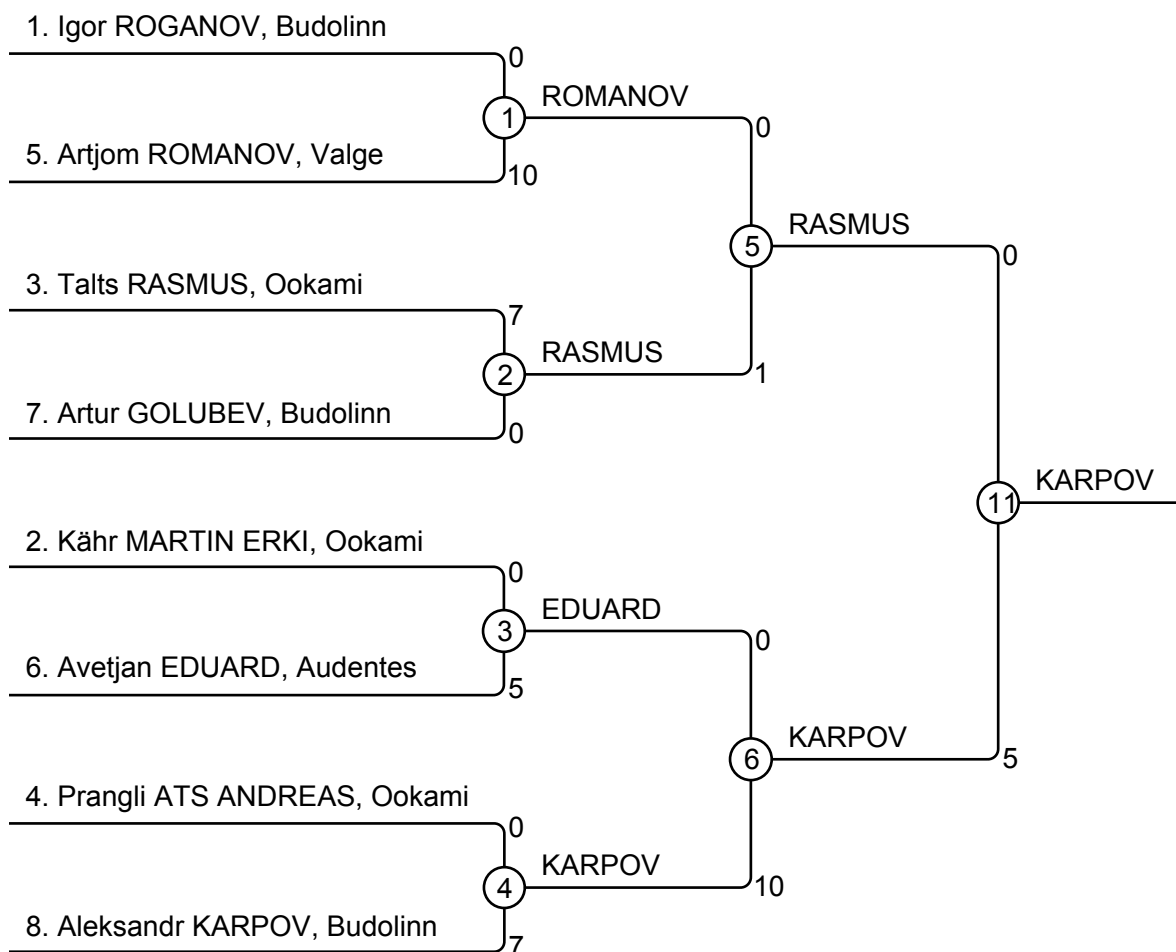 1. Igor ROGANOV, Budolinn
0
1
ROMANOV
0
5. Artjom ROMANOV, Valge
10
5
RASMUS
0
3. Talts RASMUS, Ookami
7
2
RASMUS
1
7. Artur GOLUBEV, Budolinn
0
11
KARPOV
2. Kähr MARTIN ERKI, Ookami
0
3
EDUARD
0
6. Avetjan EDUARD, Audentes
5
6
KARPOV
5
4. Prangli ATS ANDREAS, Ookami
0
4
KARPOV
10
8. Aleksandr KARPOV, Budolinn
7